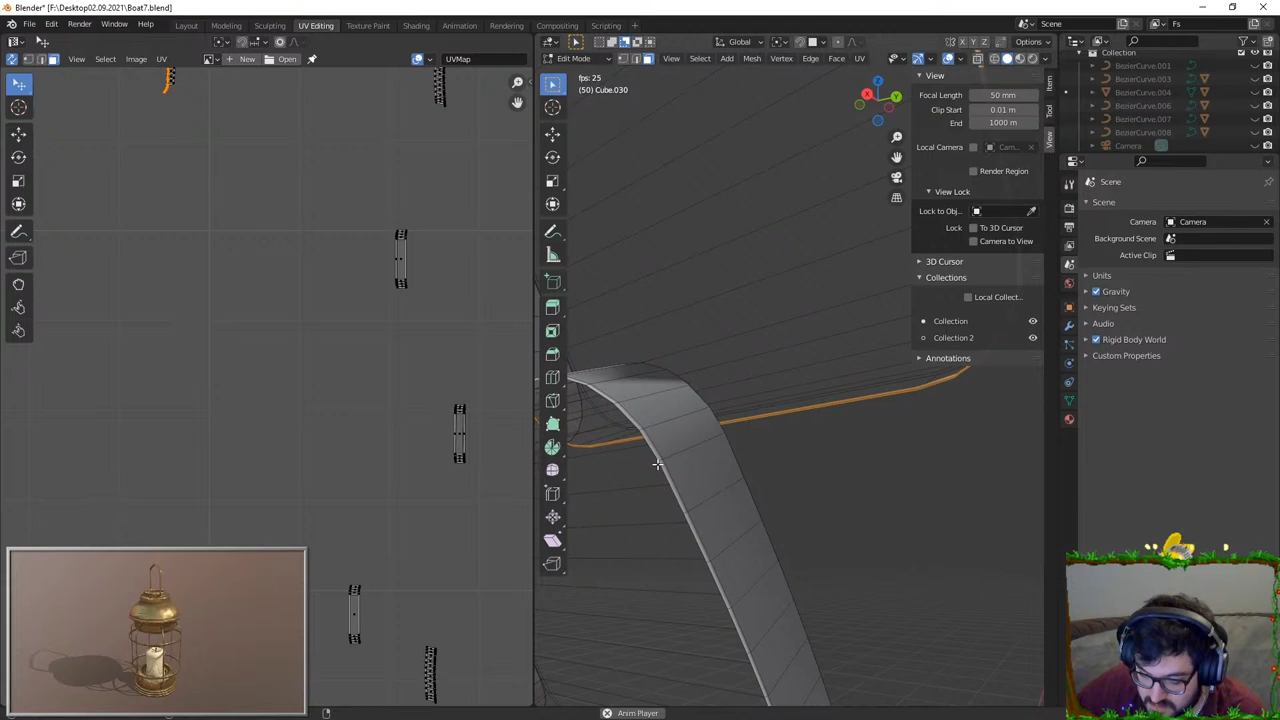 Blender* [F:\Desktop02.09.2021\Boat7.blend]
File Edit Render Window Help Layout Modeling Sculpting UV Editing Texture Paint Shading Animation Rendering Compositing Scripting Scene Fs
Global X Y Z Options Collection
View Select Image UV New Open UVMap Edit Mode View Select Add Mesh Vertex Edge Face UV
BezierCurve.001
BezierCurve.003
BezierCurve.004
BezierCurve.006
BezierCurve.007
BezierCurve.008
Camera
fps: 25
(50) Cube.030
Z
X Y
View
Focal Length 50 mm
Clip Start 0.01 m
End 1000 m
Local Camera Cam...
Render Region
View Lock
Lock to Obj...
Lock To 3D Cursor
Camera to View
3D Cursor
Collections
Local Collect...
Collection
Collection 2
Annotations
Item
Tool
View
Scene
Scene
Camera Camera
Background Scene
Active Clip
Units
Gravity
Keying Sets
Audio
Rigid Body World
Custom Properties
Anim Player